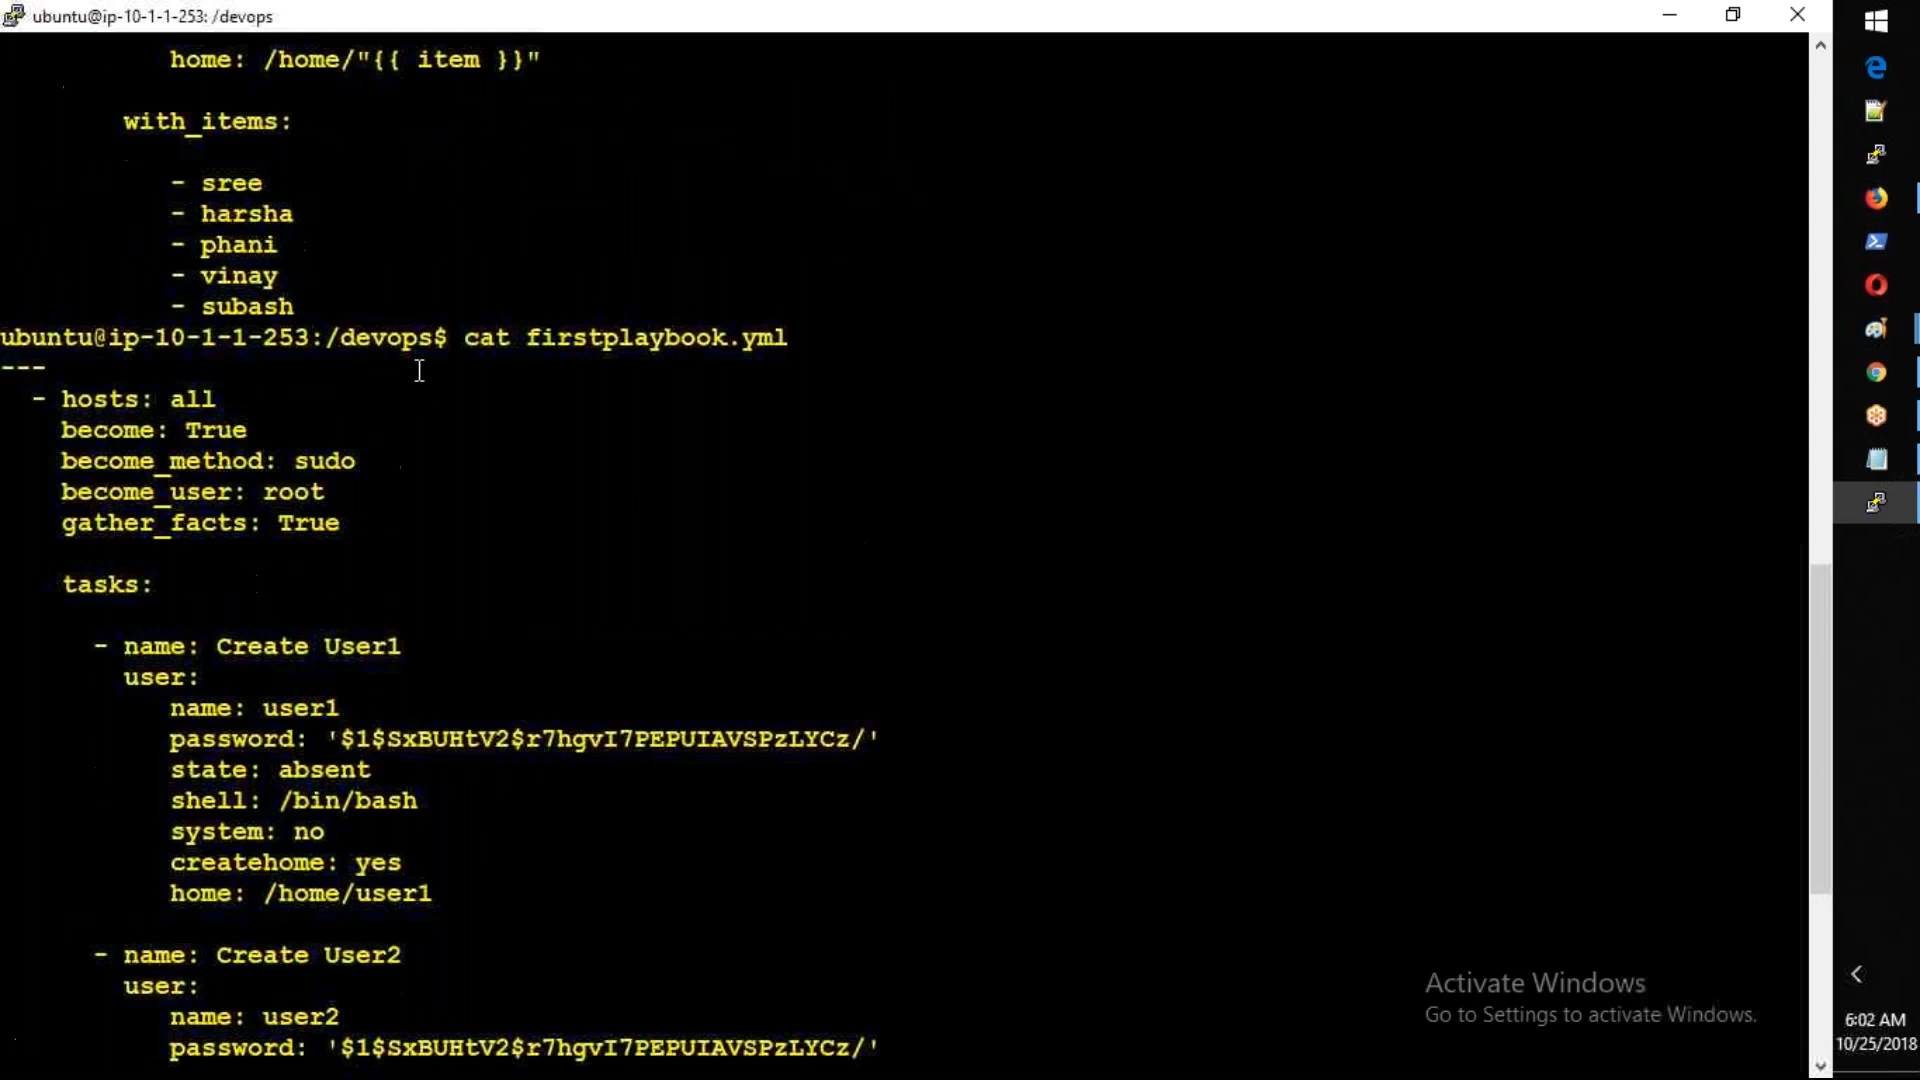 ubuntu@ip-10-1-1-253: /devops
home: /home/"{{ item }}"
with_items:
- sree
- harsha
- phani
- vinay
- subash
ubuntu@ip-10-1-1-253:/devops$ cat firstplaybook.yml
---
- hosts: all
become: True
become_method: sudo
become_user: root
gather_facts: True
tasks:
- name: Create User1
user:
name: user1
password: '$1$SxBUHtV2$r7hgvI7PEPUIAVSPzLYCz/'
state: absent
shell: /bin/bash
system: no
createhome: yes
home: /home/user1
- name: Create User2
user:
name: user2
password: '$1$SxBUHtV2$r7hgvI7PEPUIAVSPzLYCz/'
Activate Windows
Go to Settings to activate Windows.
6:02 AM
10/25/2018